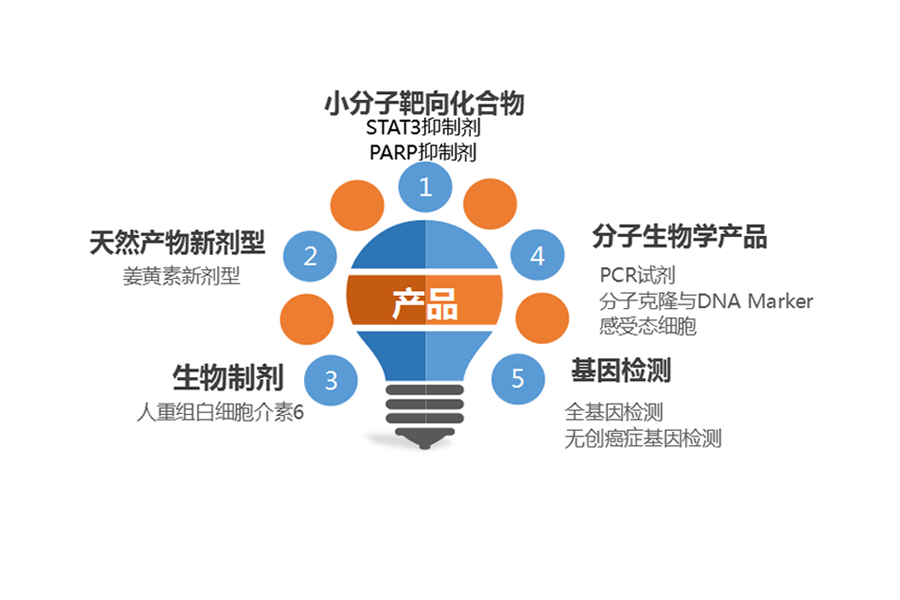 小分子靶向化合物
STAT3抑制剂
PARP抑制剂
1
天然产物新剂型
2
姜黄素新剂型
生物制剂
3
人重组白细胞介素6
产品
4
分子生物学产品
PCR试剂
分子克隆与DNA Marker
感受态细胞
5
基因检测
全基因检测
无创癌症基因检测